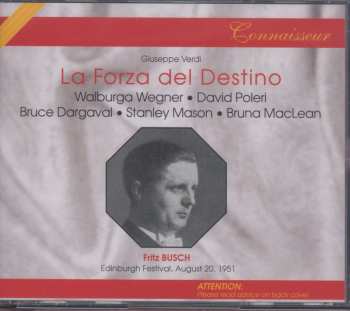 Connaisseur
Giuseppe Verdi
La Forza del Destino
Walburga Wegner • David Poleri
Bruce Dargaval • Stanley Mason • Bruna MacLean
Fritz BUSCH
Edinburgh Festival, August 20, 1951
ATTENTION:
Please read advice on back cover